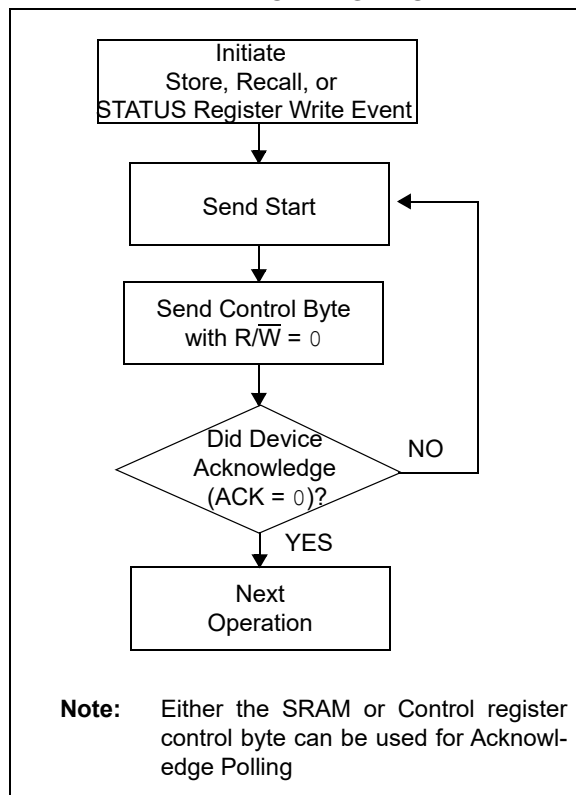 Initiate
Store, Recall, or
STATUS Register Write Event
Send Start
Send Control Byte
with R/W̅ = 0
Did Device
Acknowledge
(ACK = 0)?
NO
YES
Next
Operation
Note: Either the SRAM or Control register
control byte can be used for Acknowl-
edge Polling